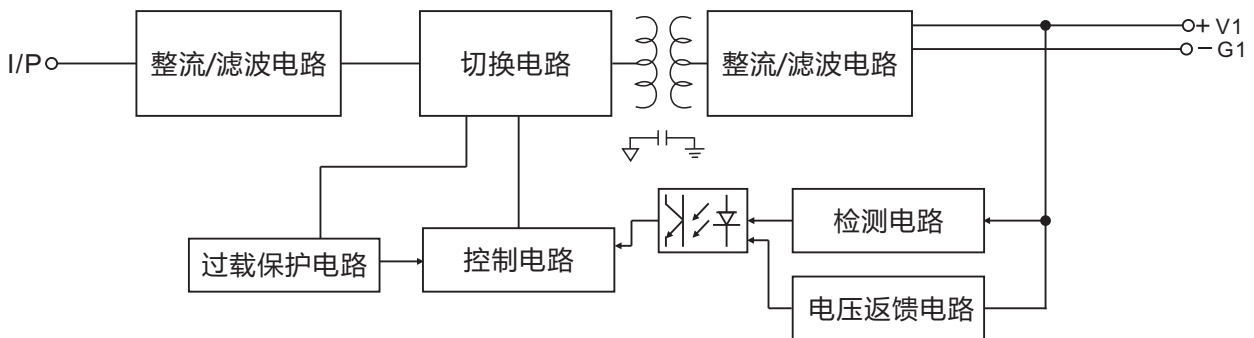 I/P
整流/滤波电路
切换电路
整流/滤波电路
+ V1
- G1
检测电路
过载保护电路
控制电路
电压返馈电路